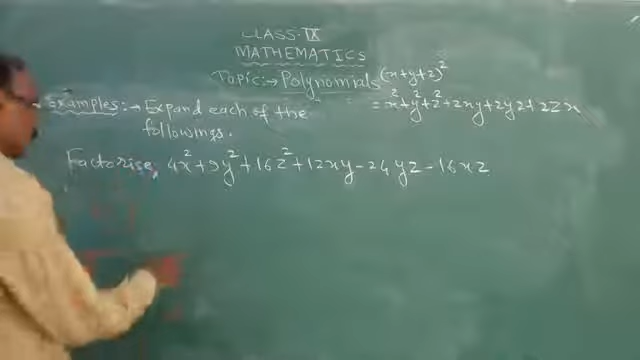 CLASS-IX
MATHEMATICS
Topic:→ Polynomials (x+y+z)²
Examples:→ Expand each of the followings.
= x²+y²+z²+2xy+2yz+2zx
Factorise, 4x²+9y²+16z²+12xy-24yz-16xz